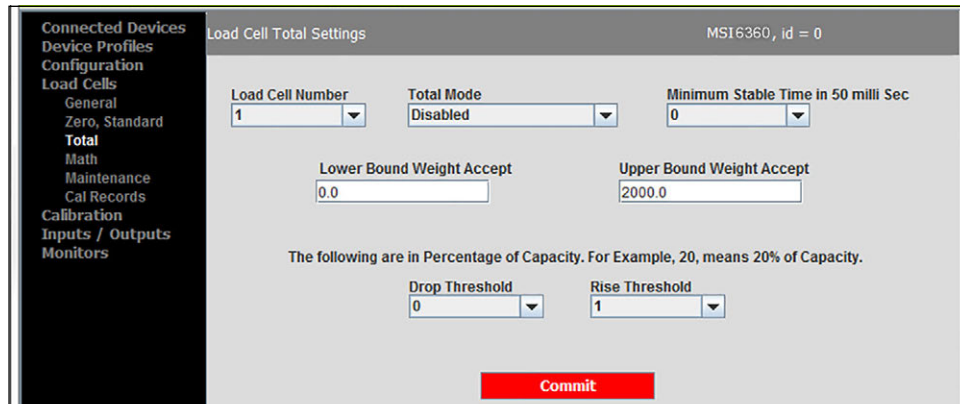 Connected Devices
Device Profiles
Configuration
Load Cells
General
Zero, Standard
Total
Math
Maintenance
Cal Records
Calibration
Inputs / Outputs
Monitors
Load Cell Total Settings
MSI6360, id = 0
Load Cell Number
1
Total Mode
Disabled
Minimum Stable Time in 50 milli Sec
0
Lower Bound Weight Accept
0.0
Upper Bound Weight Accept
2000.0
The following are in Percentage of Capacity. For Example, 20, means 20% of Capacity.
Drop Threshold
0
Rise Threshold
1
Commit